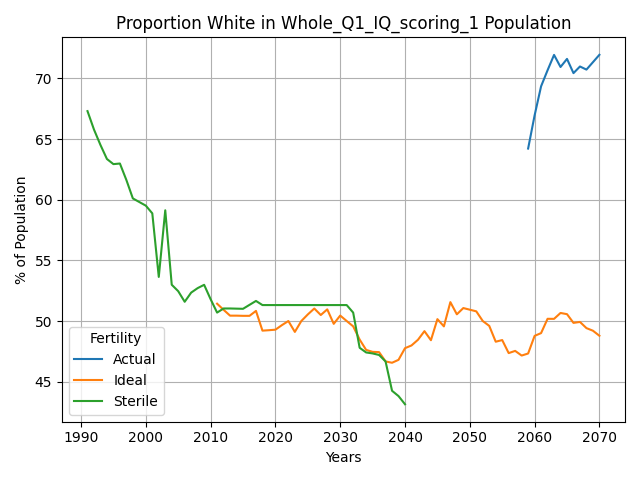 Proportion White in Whole_Q1_IQ_scoring_1 Population
% of Population
70
65
60
55
50
45
Fertility
Actual
Ideal
Sterile
1990 2000 2010 2020 2030 2040 2050 2060 2070
Years